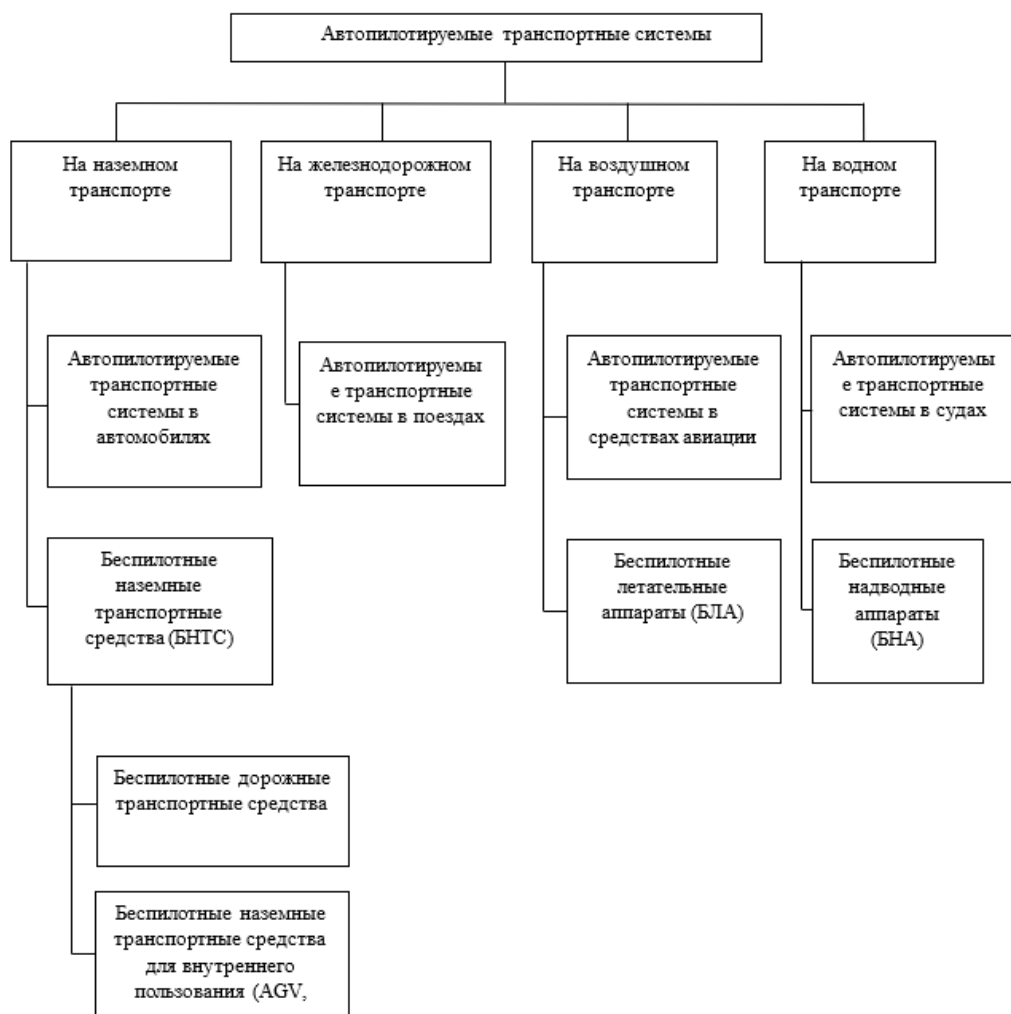 Автопилотируемые транспортные системы
На наземном
транспорте
На железнодорожном
транспорте
На воздушном
транспорте
На водном
транспорте
Автопилотируемые
транспортные
системы в
автомобилях
Автопилотируемы
е транспортные
системы в поездах
Автопилотируемые
транспортные
системы в
средствах авиации
Автопилотируемы
е транспортные
системы в судах
Беспилотные
наземные
транспортные
средства (БНТС)
Беспилотные
летательные
аппараты (БЛА)
Беспилотные
надводные
аппараты
(БНА)
Беспилотные дорожные
транспортные средства
Беспилотные наземные
транспортные средства
для внутреннего
пользования (AGV,